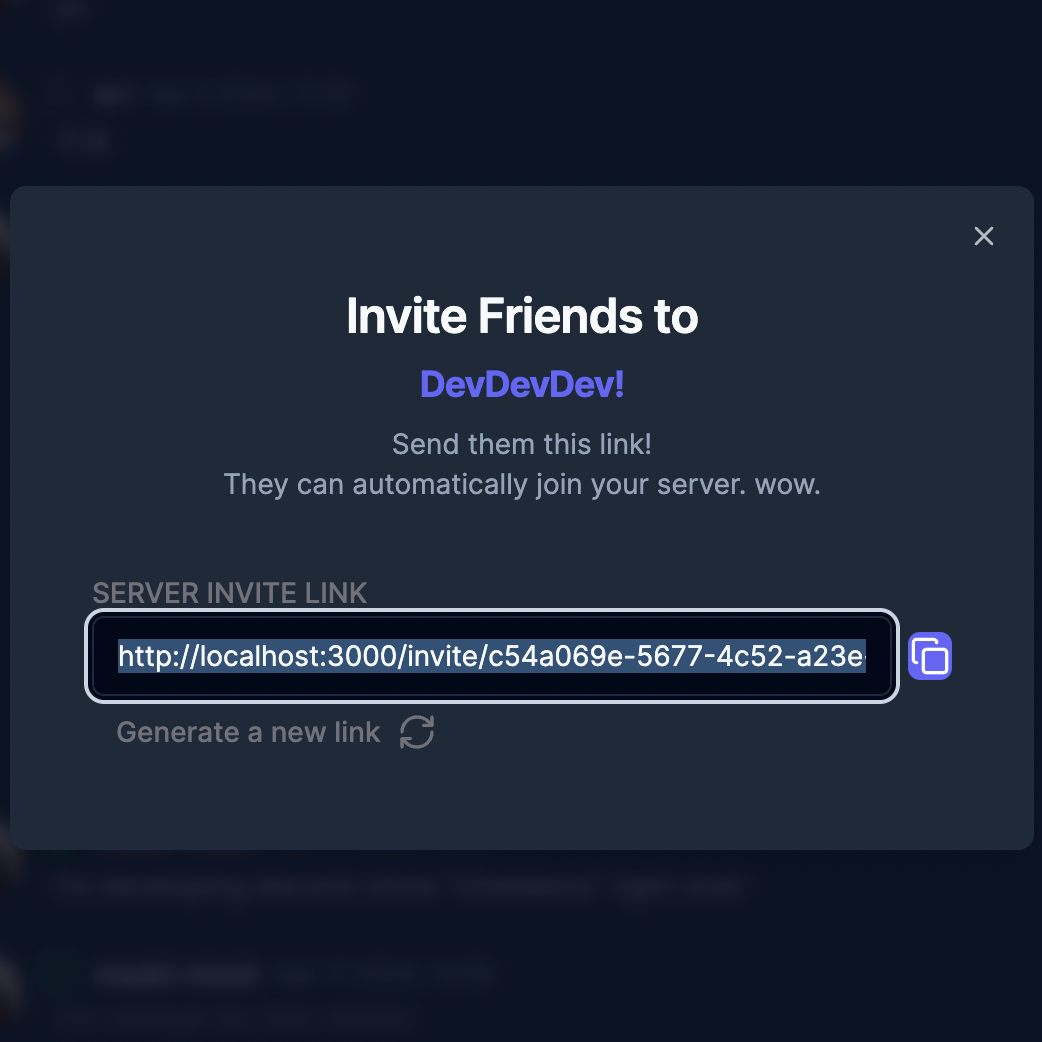 Invite Friends to
DevDevDev!
Send them this link!
They can automatically join your server. wow.
SERVER INVITE LINK
http://localhost:3000/invite/c54a069e-5677-4c52-a23e-
Generate a new link